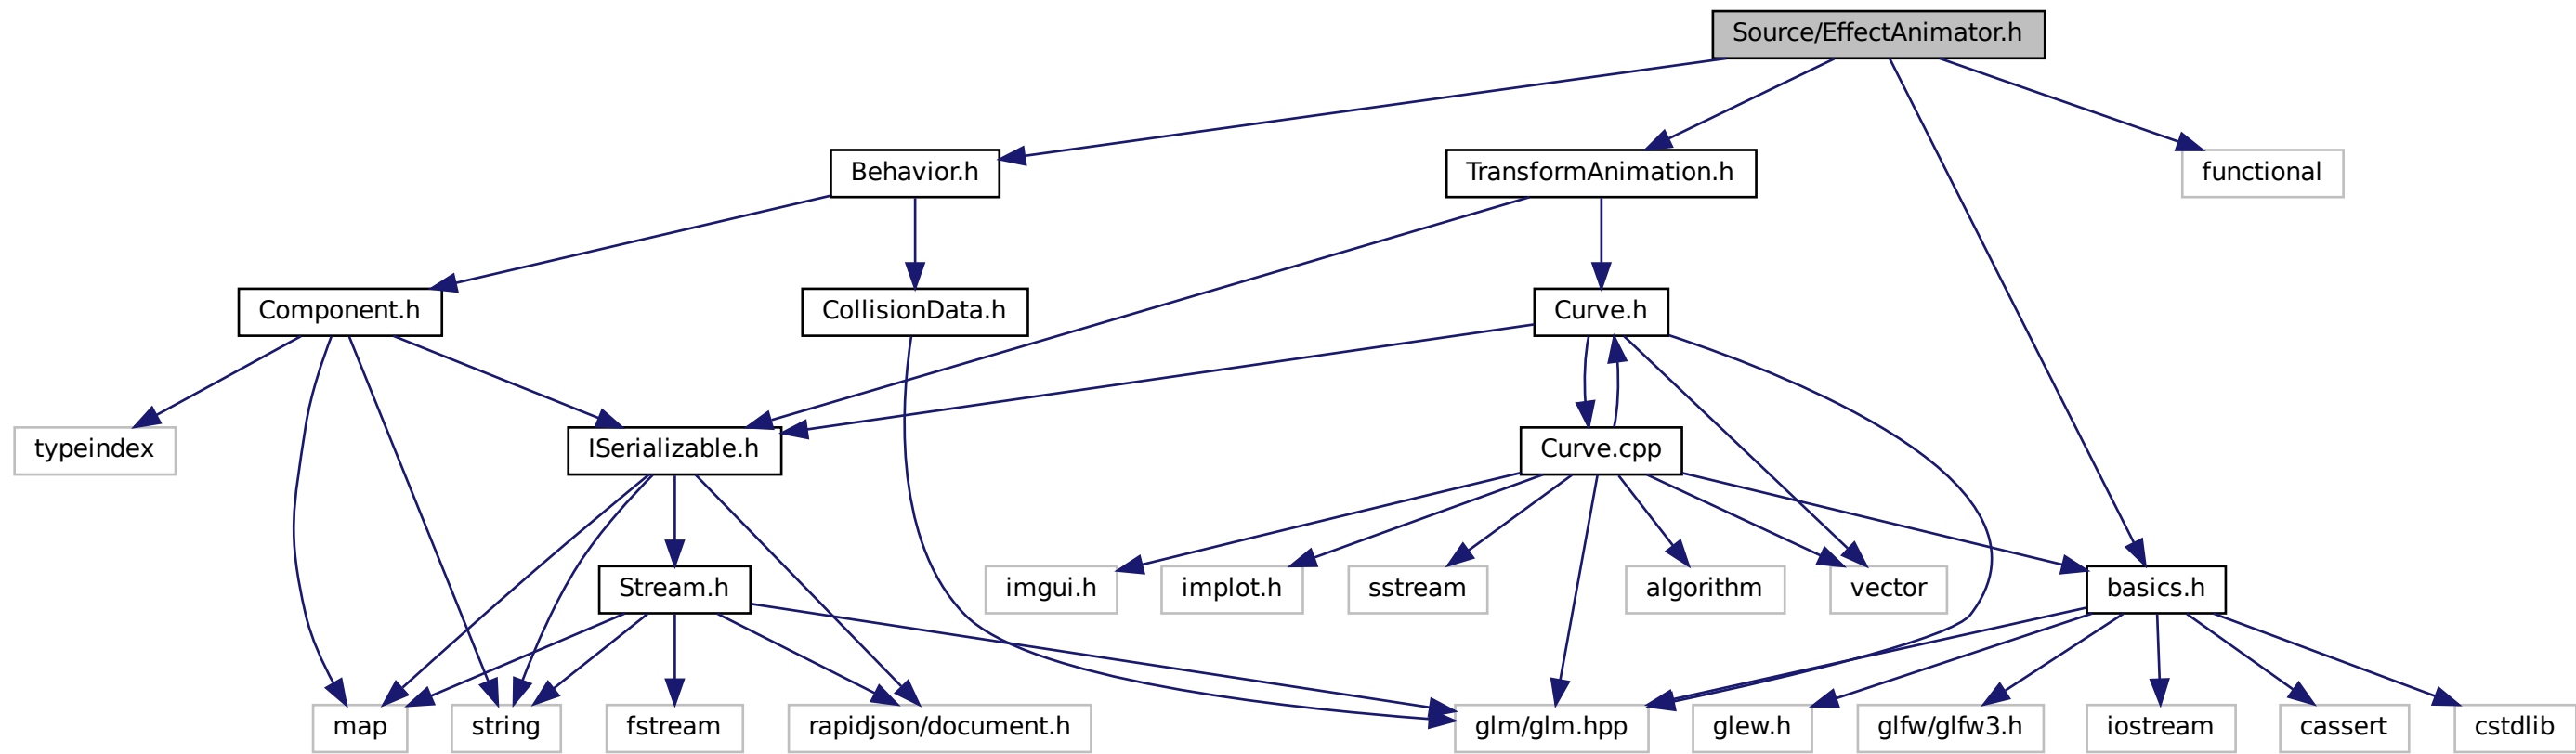 Source/EffectAnimator.h
Behavior.h
TransformAnimation.h
functional
Component.h
CollisionData.h
Curve.h
typeindex
ISerializable.h
Curve.cpp
Stream.h
imgui.h
implot.h
sstream
algorithm
vector
basics.h
map
string
fstream
rapidjson/document.h
glm/glm.hpp
glew.h
glfw/glfw3.h
iostream
cassert
cstdlib